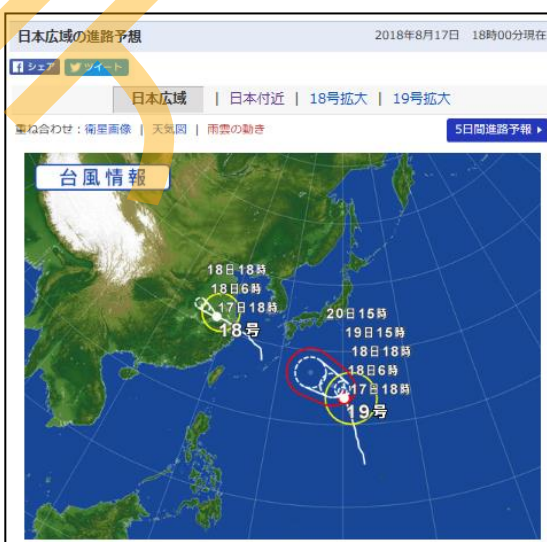 日本広域の進路予想
2018年8月17日 18時00分現在
シェア ツイート
日本広域 | 日本付近 | 18号拡大 | 19号拡大
重ね合わせ：衛星画像 | 天気図 | 雨雲の動き
5日間進路予報
台風情報
18日18時
18日6時
17日18時
18号
20日15時
19日15時
18日18時
18日6時
17日18時
19号